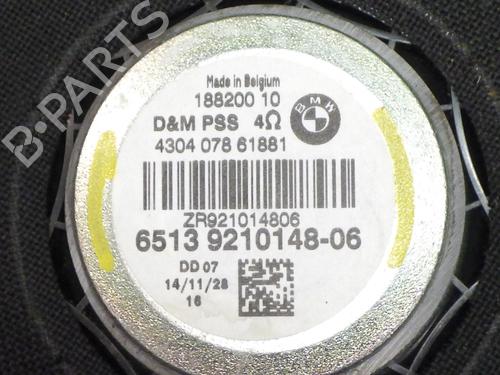 Made in Belgium
188200 10
BMW
D&M PSS 4Ω
4304 078 61881
ZR921014806
6513 9210148-06
DD 07
14/11/28
16
B-PARTS